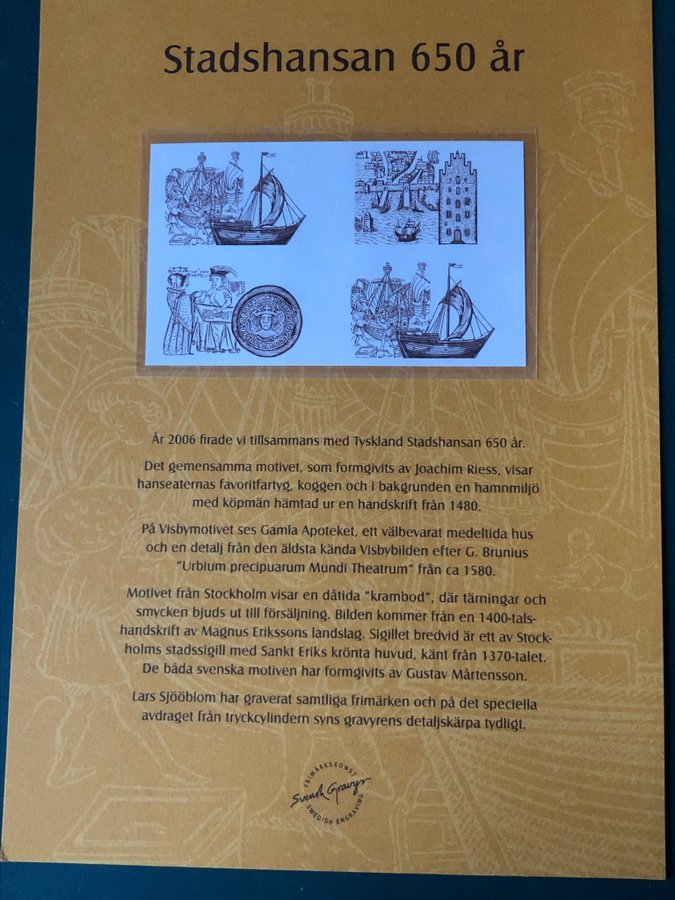 Stadshansan 650 år
År 2006 firade vi tillsammans med Tyskland Stadshansan 650 år.
Det gemensamma motivet, som formgivits av Joachim Riess, visar
hanseaternas favoritfartyg, koggen och i bakgrunden en hamnmiljö
med köpmän hämtad ur en handskrift från 1480.
På Visbymotivet ses Gamla Apoteket, ett välbevarat medeltida hus
och en detalj från den äldsta kända Visbybilden efter G. Brunius
"Urbium precipuarum Mundi Theatrum" från ca 1580.
Motivet från Stockholm visar en dåtida "krambod", där tärningar och
smycken bjuds ut till försäljning. Bilden kommer från en 1400-tals-
handskrift av Magnus Erikssons landslag. Sigillet bredvid är ett av Stock-
holms stadssigill med Sankt Eriks krönta huvud, känt från 1370-talet.
De båda svenska motiven har formgivits av Gustav Mårtensson.
Lars Sjööblom har graverat samtliga frimärken och på det speciella
avdraget från tryckcylindern syns gravyrens detaljskärpa tydligt.
FRIMÄRKSKONST
Svensk Gravyr
SWEDISH ENGRAVING